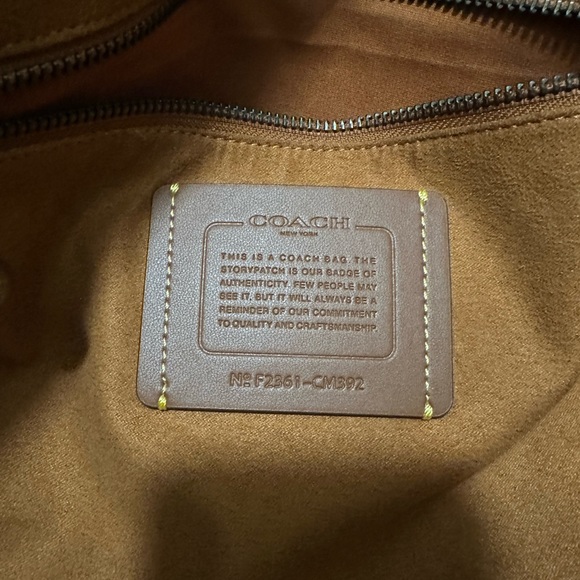 COACH
NEW YORK
THIS IS A COACH BAG. THE
STORYPATCH IS OUR BADGE OF
AUTHENTICITY. FEW PEOPLE MAY
SEE IT. BUT IT WILL ALWAYS BE A
REMINDER OF OUR COMMITMENT
TO QUALITY AND CRAFTSMANSHIP.
No F2361-CM392